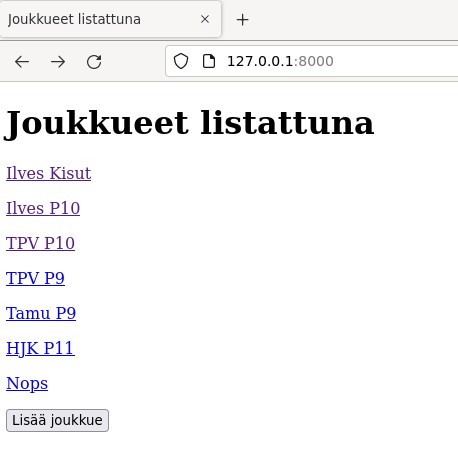 Joukkueet listattuna
127.0.0.1:8000
Joukkueet listattuna
Ilves Kisut
Ilves P10
TPV P10
TPV P9
Tamu P9
HJK P11
Nops
Lisää joukkue